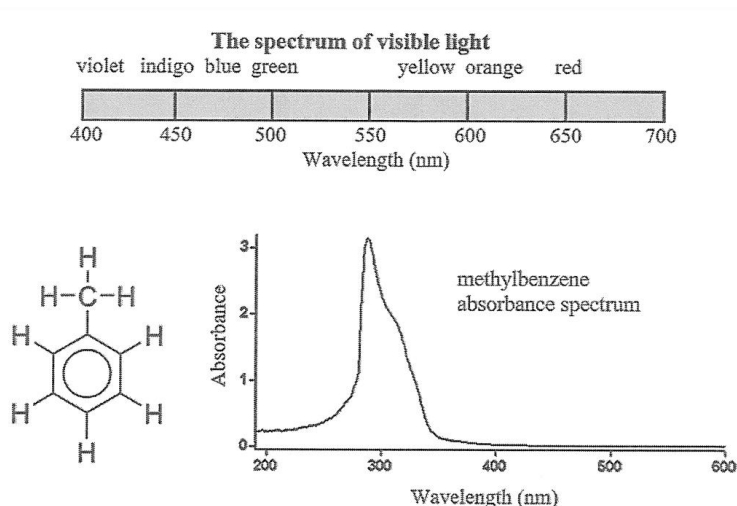 The spectrum of visible light
violet indigo blue green yellow orange red
400 450 500 550 600 650 700
Wavelength (nm)
H
H-C-H
H H
H H
H
Absorbance
3
2
1
0
methylbenzene
absorbance spectrum
200 300 400 500 600
Wavelength (nm)